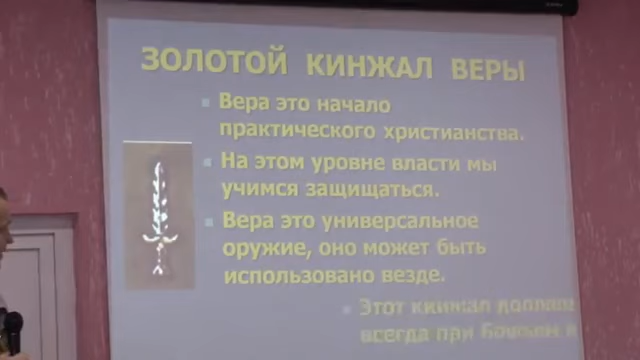 ЗОЛОТОЙ КИНЖАЛ ВЕРЫ
Вера это начало
практического христианства.
На этом уровне власти мы
учимся защищаться.
Вера это универсальное
оружие, оно может быть
использовано везде.
Этот кинжал должен
всегда при